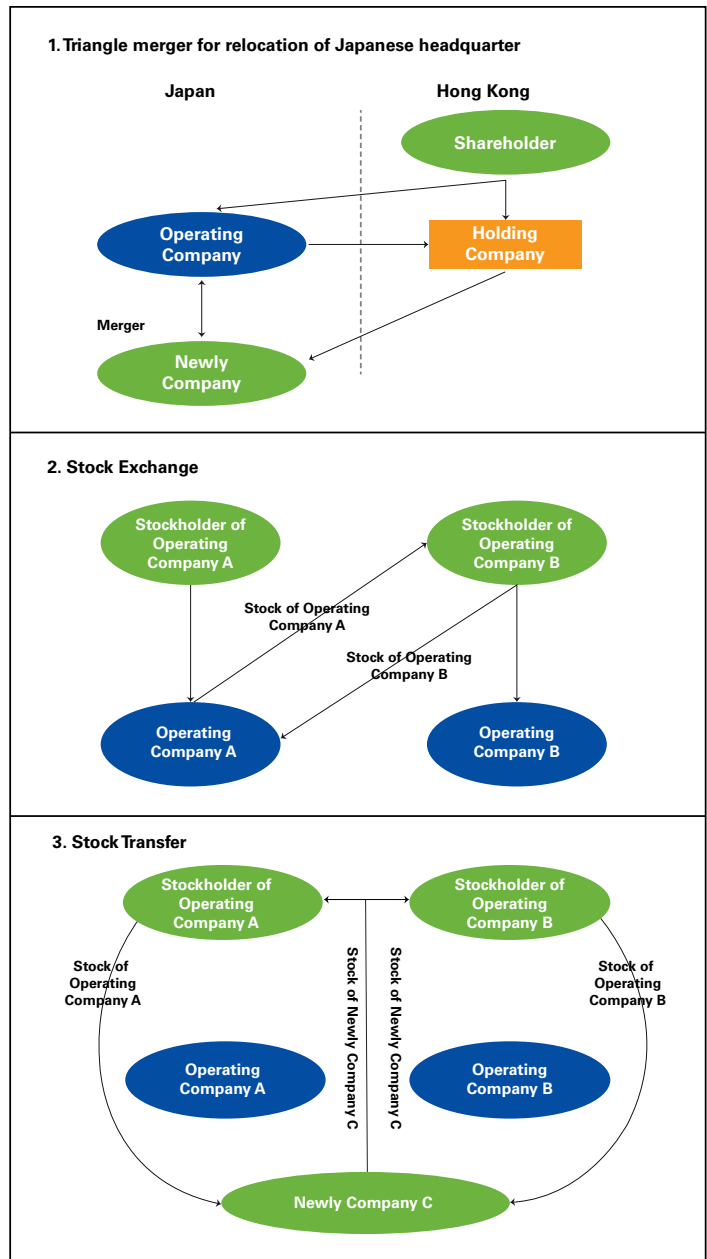 1. Triangle merger for relocation of Japanese headquarter
Japan
Hong Kong
Shareholder
Operating
Company
Holding
Company
Merger
Newly
Company
2. Stock Exchange
Stockholder of
Operating
Company A
Stockholder of
Operating
Company B
Stock of Operating
Company A
Stock of Operating
Company B
Operating
Company A
Operating
Company B
3. Stock Transfer
Stockholder of
Operating
Company A
Stockholder of
Operating
Company B
Stock of
Operating
Company A
Stock of Newly Company C
Stock of Newly Company C
Stock of
Operating
Company B
Operating
Company A
Operating
Company B
Newly Company C